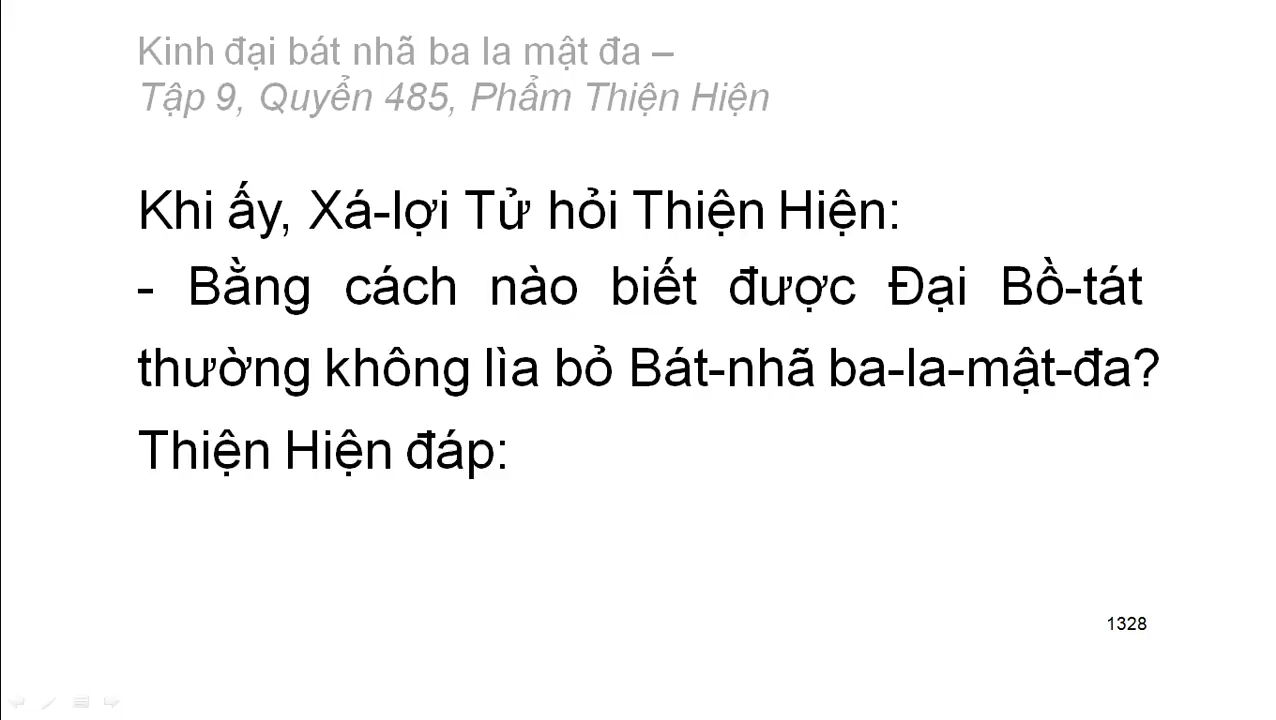 Kinh đại bát nhã ba la mật đa –
Tập 9, Quyển 485, Phẩm Thiện Hiện
Khi ấy, Xá-lợi Tử hỏi Thiện Hiện:
- Bằng cách nào biết được Đại Bồ-tát
thường không lìa bỏ Bát-nhã ba-la-mật-đa?
Thiện Hiện đáp:
1328